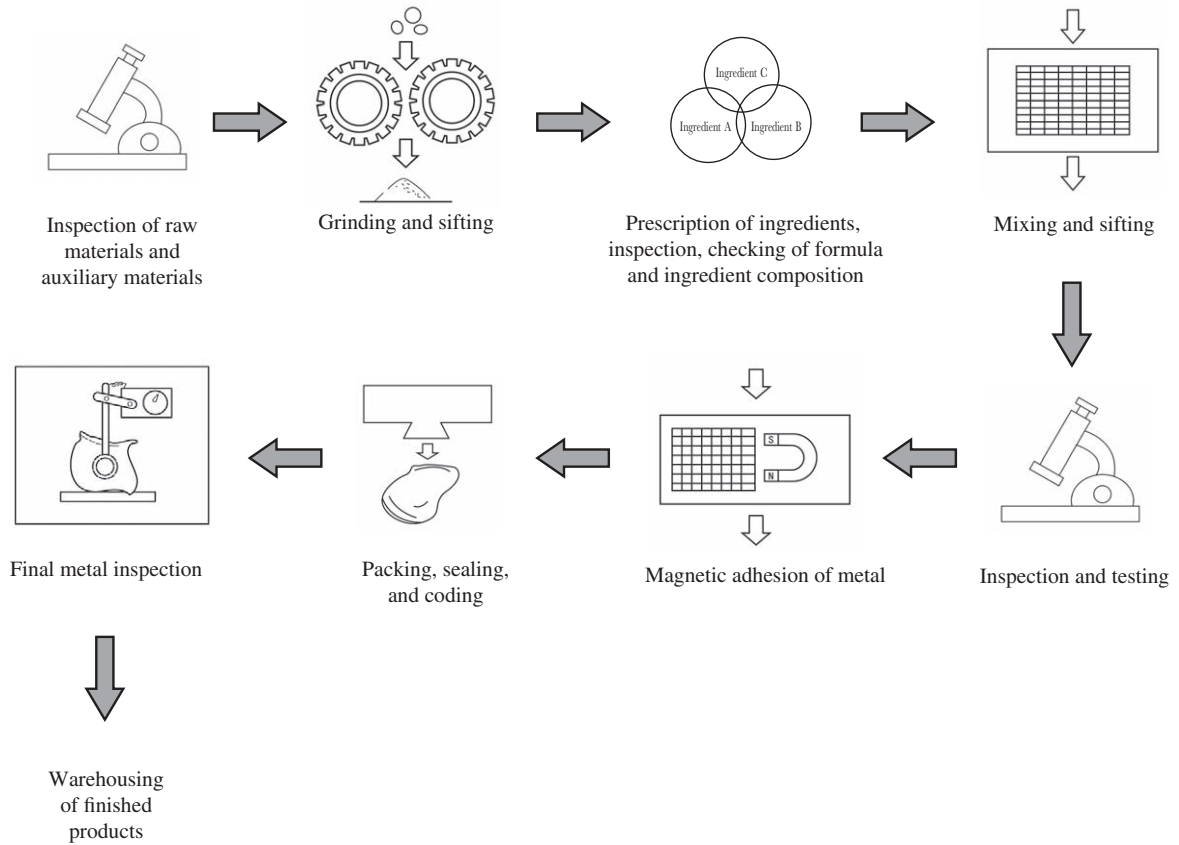 Ingredient C
Ingredient A
Ingredient B
Inspection of raw
materials and
auxiliary materials
Grinding and sifting
Prescription of ingredients,
inspection, checking of formula
and ingredient composition
Mixing and sifting
S
N
Final metal inspection
Packing, sealing,
and coding
Magnetic adhesion of metal
Inspection and testing
Warehousing
of finished
products